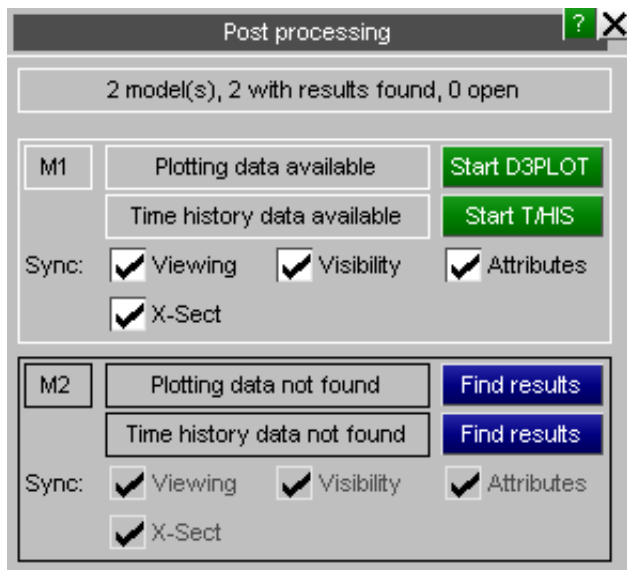 Post processing ?
2 model(s), 2 with results found, 0 open
M1 Plotting data available Start D3PLOT
Time history data available Start T/HIS
Sync: Viewing Visibility Attributes
X-Sect
M2 Plotting data not found Find results
Time history data not found Find results
Sync: Viewing Visibility Attributes
X-Sect